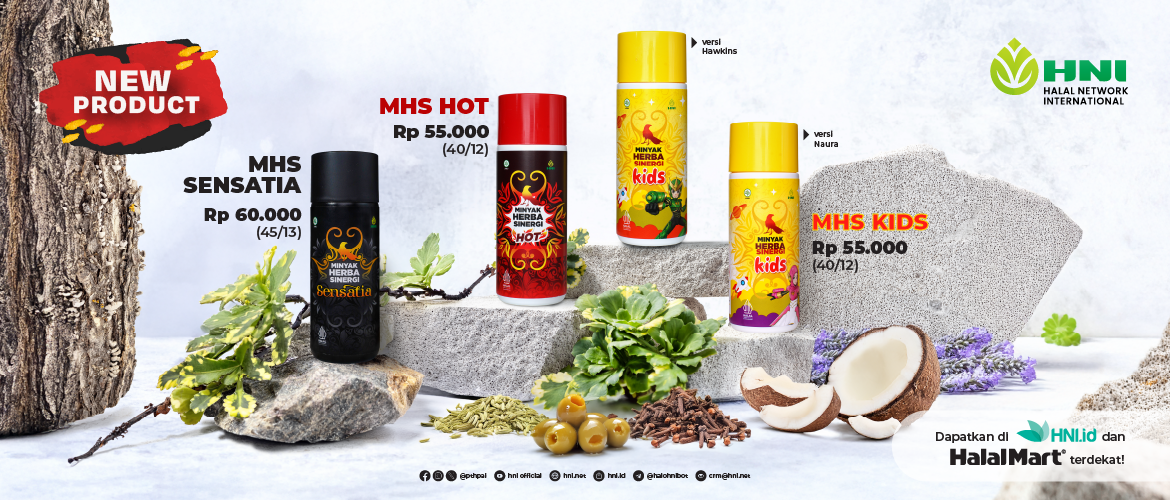 NEW
PRODUCT
MHS
SENSATIA
Rp 60.000
(45/13)
MINYAK
HERBA
SINERGI
Sensatia
MHS HOT
Rp 55.000
(40/12)
MINYAK
HERBA
SINERGI
HOT
versi
Hawkins
MINYAK
HERBA
SINERGI
kids
versi
Naura
MINYAK
HERBA
SINERGI
kids
MHS KIDS
Rp 55.000
(40/12)
HNI
HALAL NETWORK
INTERNATIONAL
Dapatkan di HNI.id dan
HalalMart® terdekat!
@pthpai hni official hni.net hni.id @halohnibot crm@hni.net